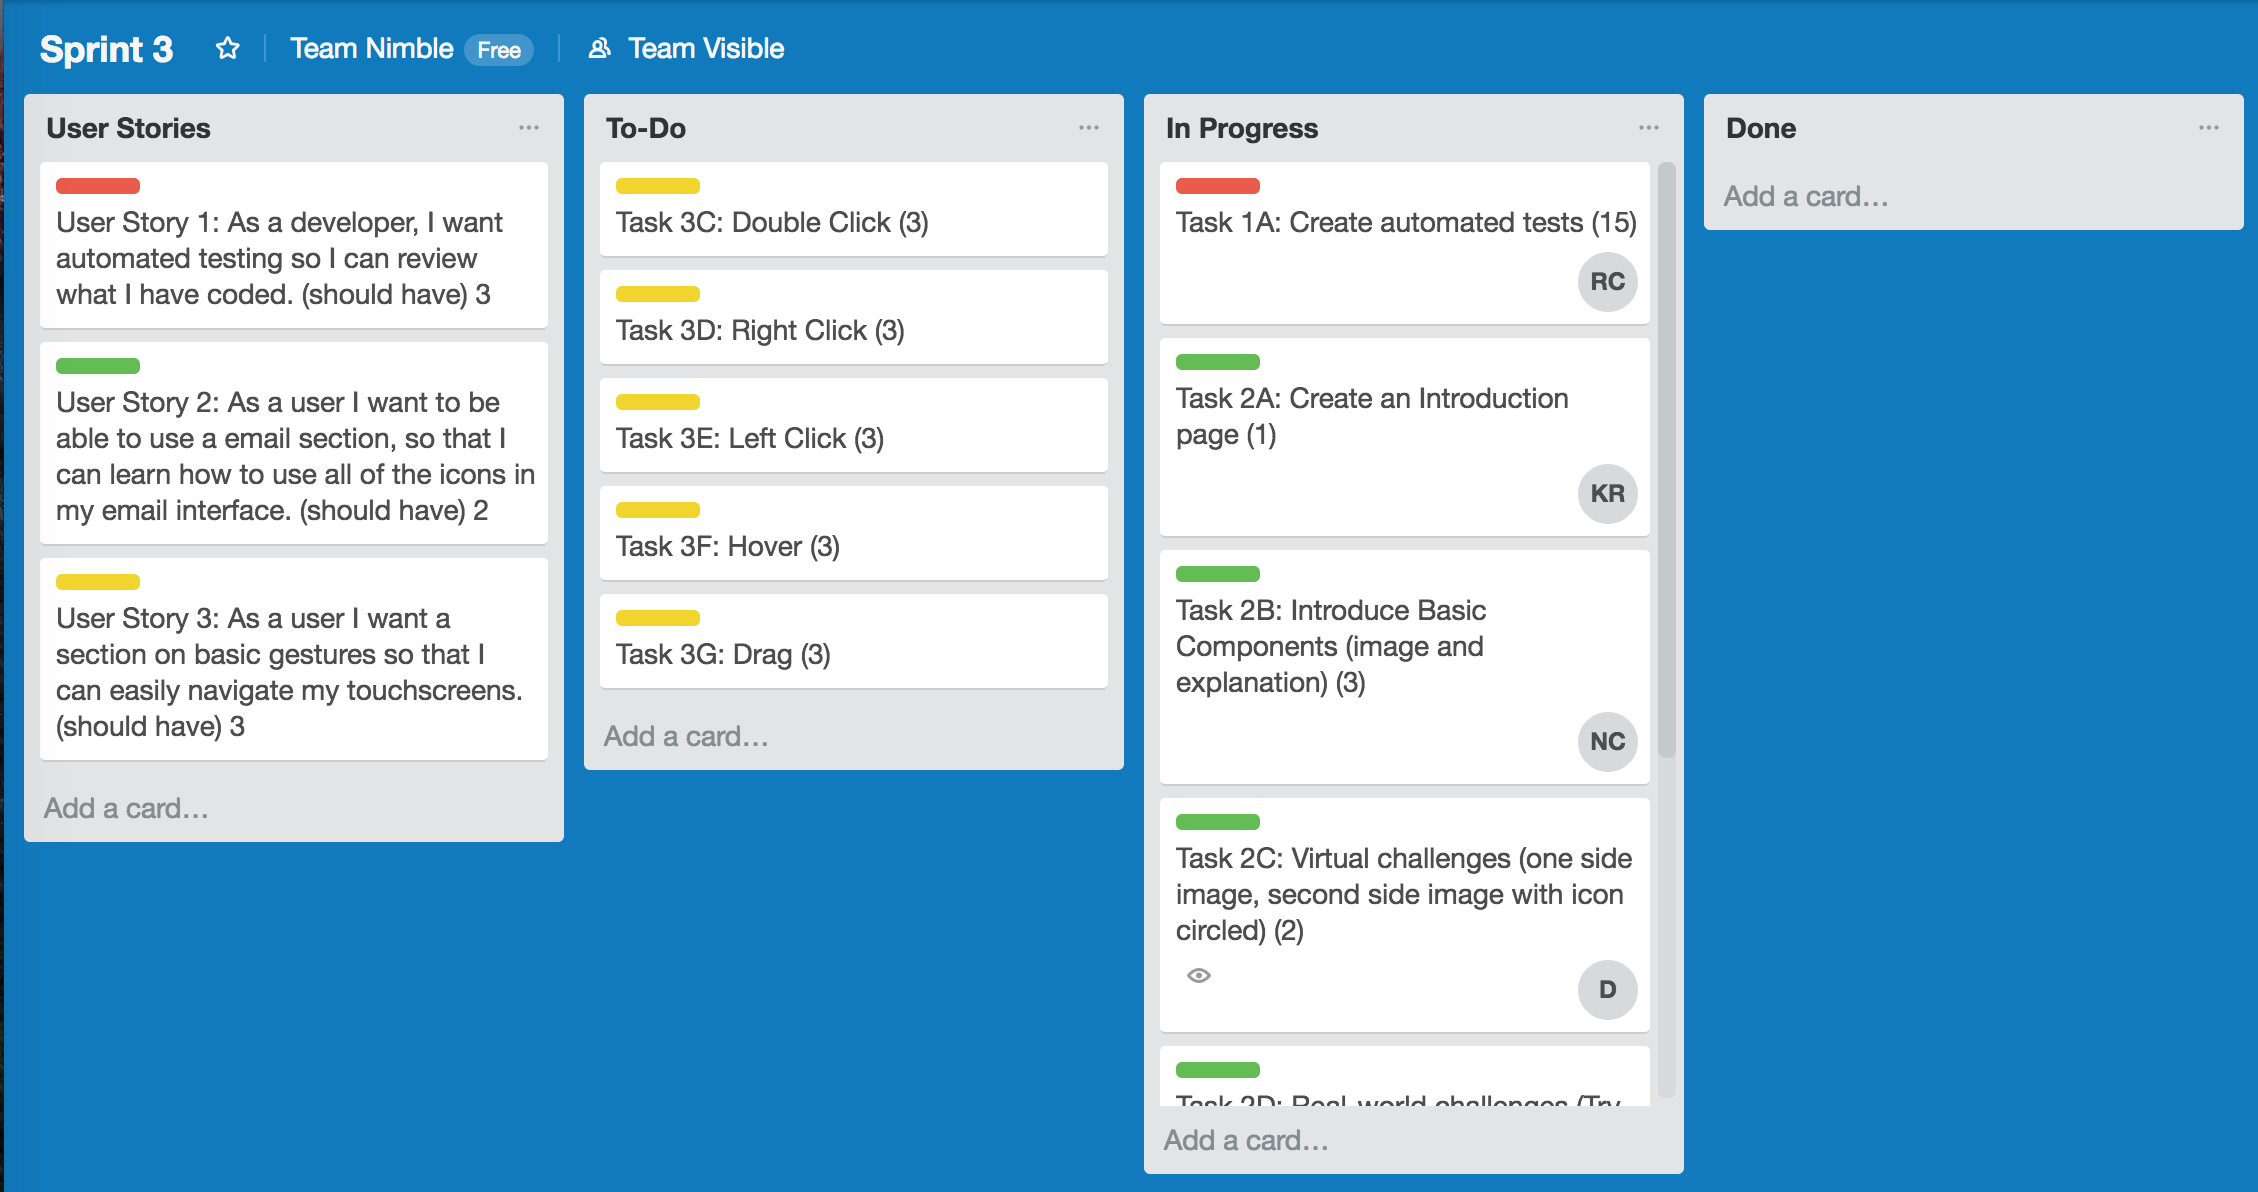 Sprint 3
Team Nimble Free
Team Visible
User Stories
User Story 1: As a developer, I want
automated testing so I can review
what I have coded. (should have) 3
User Story 2: As a user I want to be
able to use a email section, so that I
can learn how to use all of the icons in
my email interface. (should have) 2
User Story 3: As a user I want a
section on basic gestures so that I
can easily navigate my touchscreens.
(should have) 3
Add a card...
To-Do
Task 3C: Double Click (3)
Task 3D: Right Click (3)
Task 3E: Left Click (3)
Task 3F: Hover (3)
Task 3G: Drag (3)
Add a card...
In Progress
Task 1A: Create automated tests (15)
RC
Task 2A: Create an Introduction
page (1)
KR
Task 2B: Introduce Basic
Components (image and
explanation) (3)
NC
Task 2C: Virtual challenges (one side
image, second side image with icon
circled) (2)
D
Task 2D: Real-world challenges (Try
Add a card...
Done
Add a card...